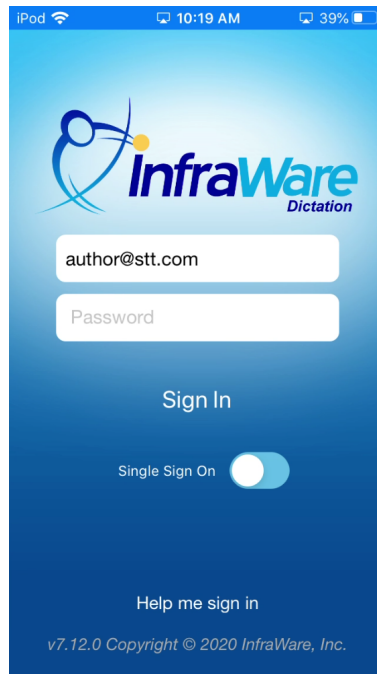 iPod 10:19 AM 39%
InfraWare
Dictation
author@stt.com
Password
Sign In
Single Sign On
Help me sign in
v7.12.0 Copyright © 2020 InfraWare, Inc.